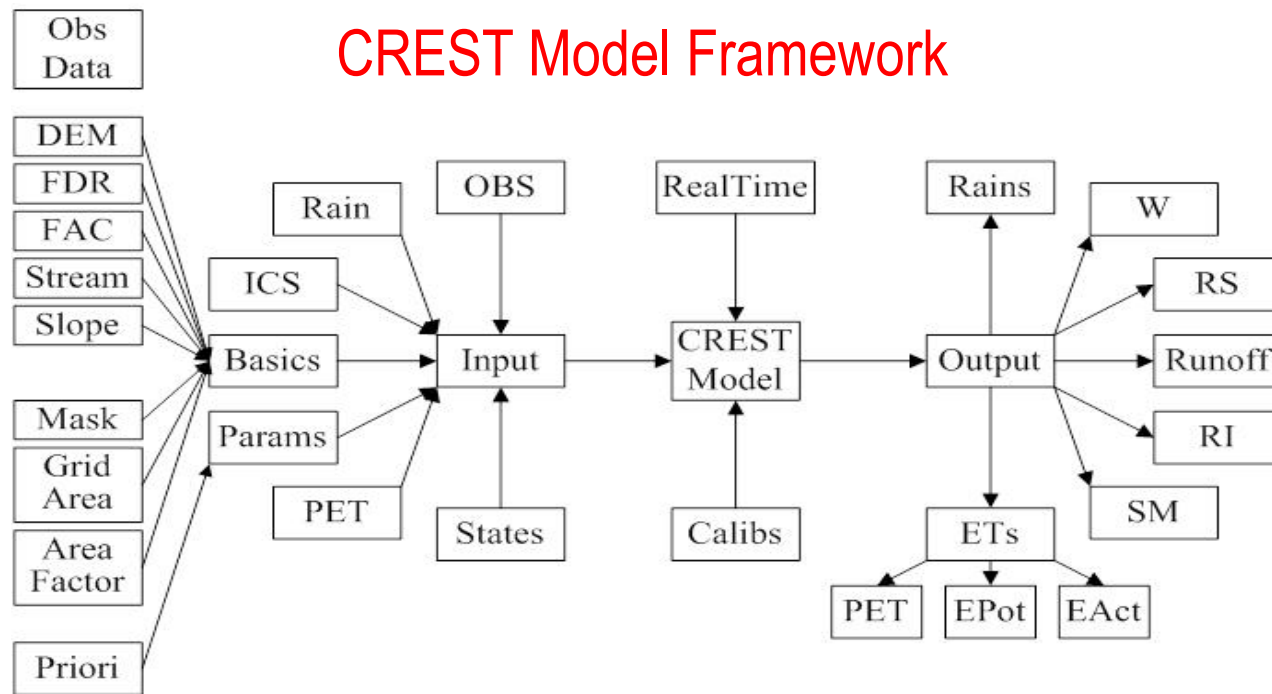 CREST Model Framework
Obs
Data
DEM
FDR
FAC
Stream
Slope
Mask
Grid
Area
Area
Factor
Priori
Rain
ICS
Basics
Params
PET
OBS
Input
States
RealTime
CREST
Model
Calibs
Rains
Output
ETs
PET
EPot
EAct
W
RS
Runoff
RI
SM